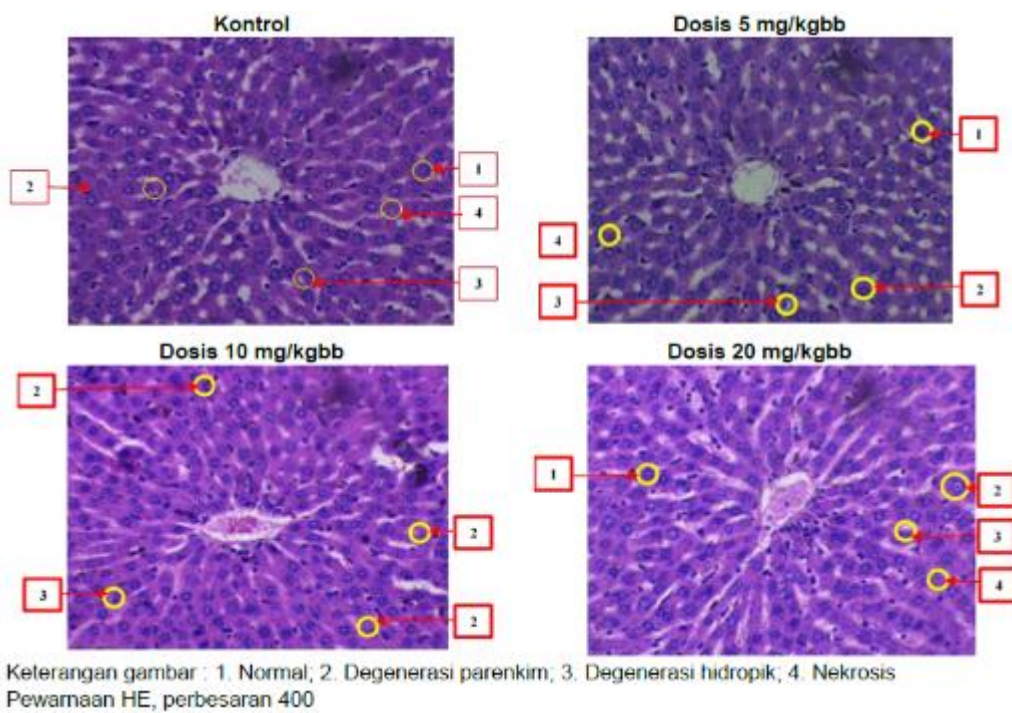 Kontrol
Dosis 5 mg/kgbb
2
1
4
3
1
4
2
3
Dosis 10 mg/kgbb
Dosis 20 mg/kgbb
2
2
3
2
1
2
3
4
Keterangan gambar : 1. Normal; 2. Degenerasi parenkim; 3. Degenerasi hidropik; 4. Nekrosis
Pewarnaan HE, perbesaran 400